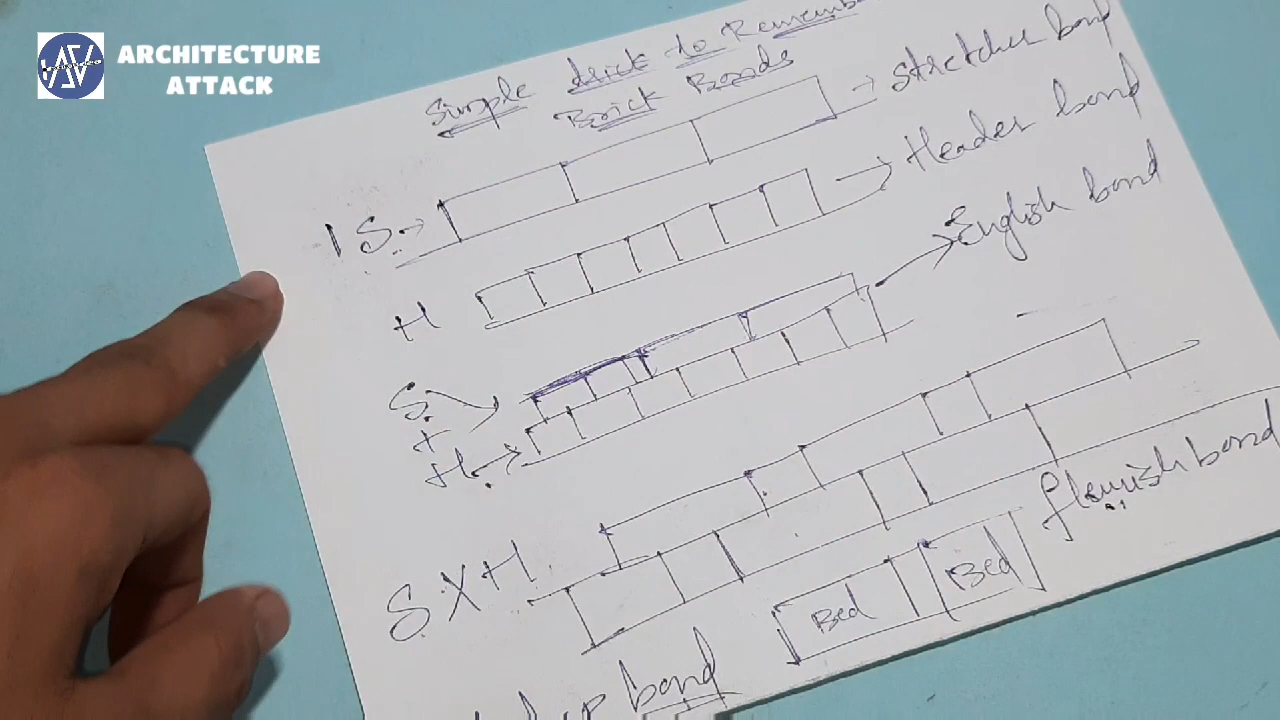 ARCHITECTURE
ATTACK
Simple trick to Remember
Brick Bonds
1 S. → → Stretcher bond
H → Header bond
S.
+
H. → → English bond
S X H. flemish bond
Bed Bed
bond